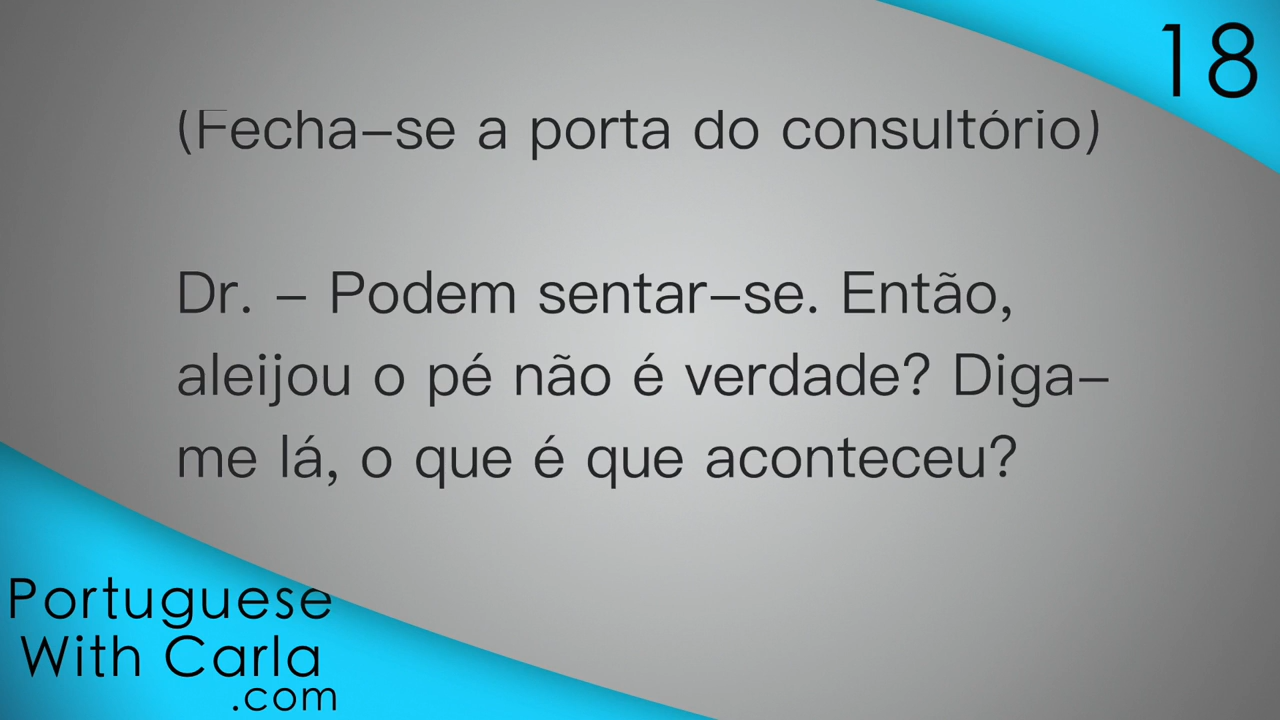 18
(Fecha-se a porta do consultório)
Dr. - Podem sentar-se. Então,
aleijou o pé não é verdade? Diga-
me lá, o que é que aconteceu?
Portuguese
With Carla
.com